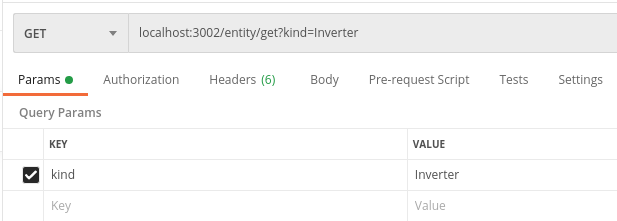 GET localhost:3002/entity/get?kind=Inverter
Params Authorization Headers (6) Body Pre-request Script Tests Settings
Query Params
KEY VALUE
kind Inverter
Key Value